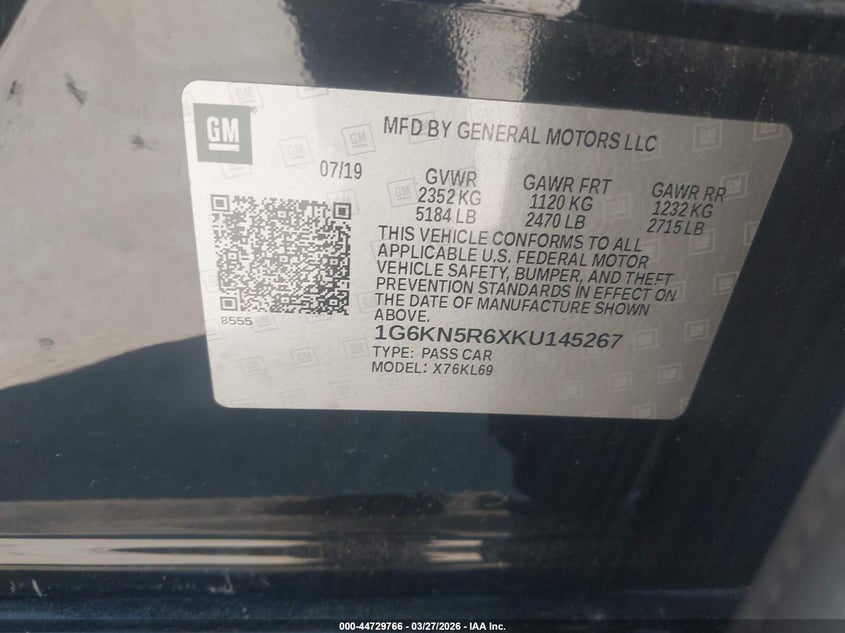 GM
MFD BY GENERAL MOTORS LLC
07/19
GVWR
2352 KG
5184 LB
GAWR FRT
1120 KG
2470 LB
GAWR RR
1232 KG
2715 LB
THIS VEHICLE CONFORMS TO ALL
APPLICABLE U.S. FEDERAL MOTOR
VEHICLE SAFETY, BUMPER, AND THEFT
PREVENTION STANDARDS IN EFFECT ON
THE DATE OF MANUFACTURE SHOWN
ABOVE.
8555
1G6KN5R6XKU145267
TYPE: PASS CAR
MODEL: X76KL69
000-44729766 - 03/27/2026 - IAA Inc.